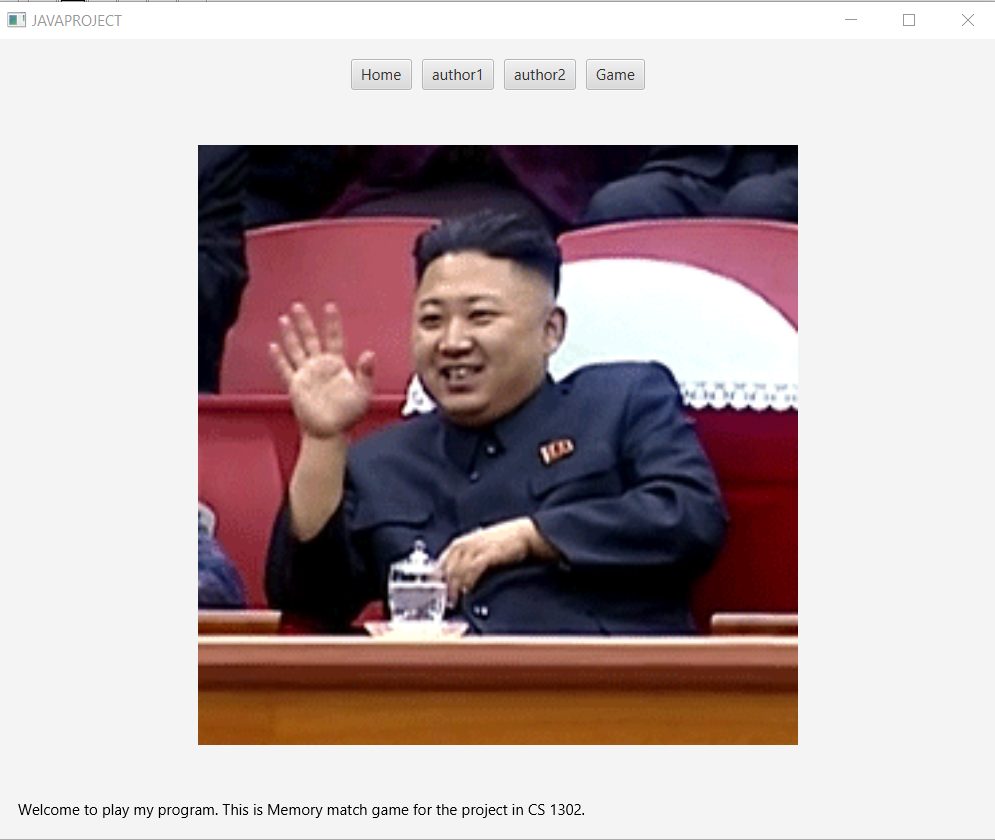 JAVAPROJECT
Home author1 author2 Game
Welcome to play my program. This is Memory match game for the project in CS 1302.